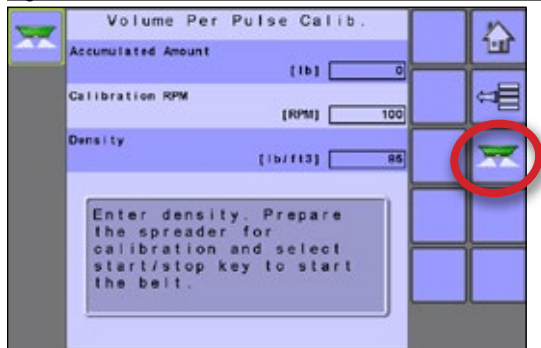 Volume Per Pulse Calib.
Accumulated Amount
[lb] 0
Calibration RPM
[RPM] 100
Density
[lb/ft3] 85
Enter density. Prepare
the spreader for
calibration and select
start/stop key to start
the belt.